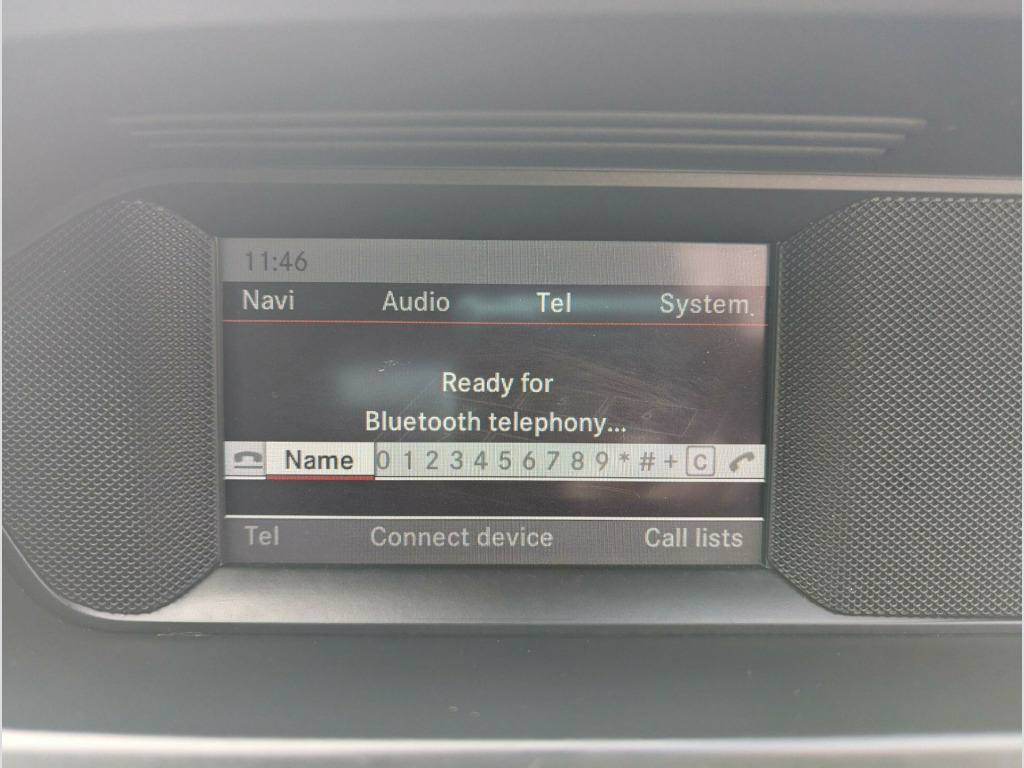 11:46
Navi Audio Tel System
Ready for
Bluetooth telephony...
Name 0 1 2 3 4 5 6 7 8 9 * # + C
Tel Connect device Call lists